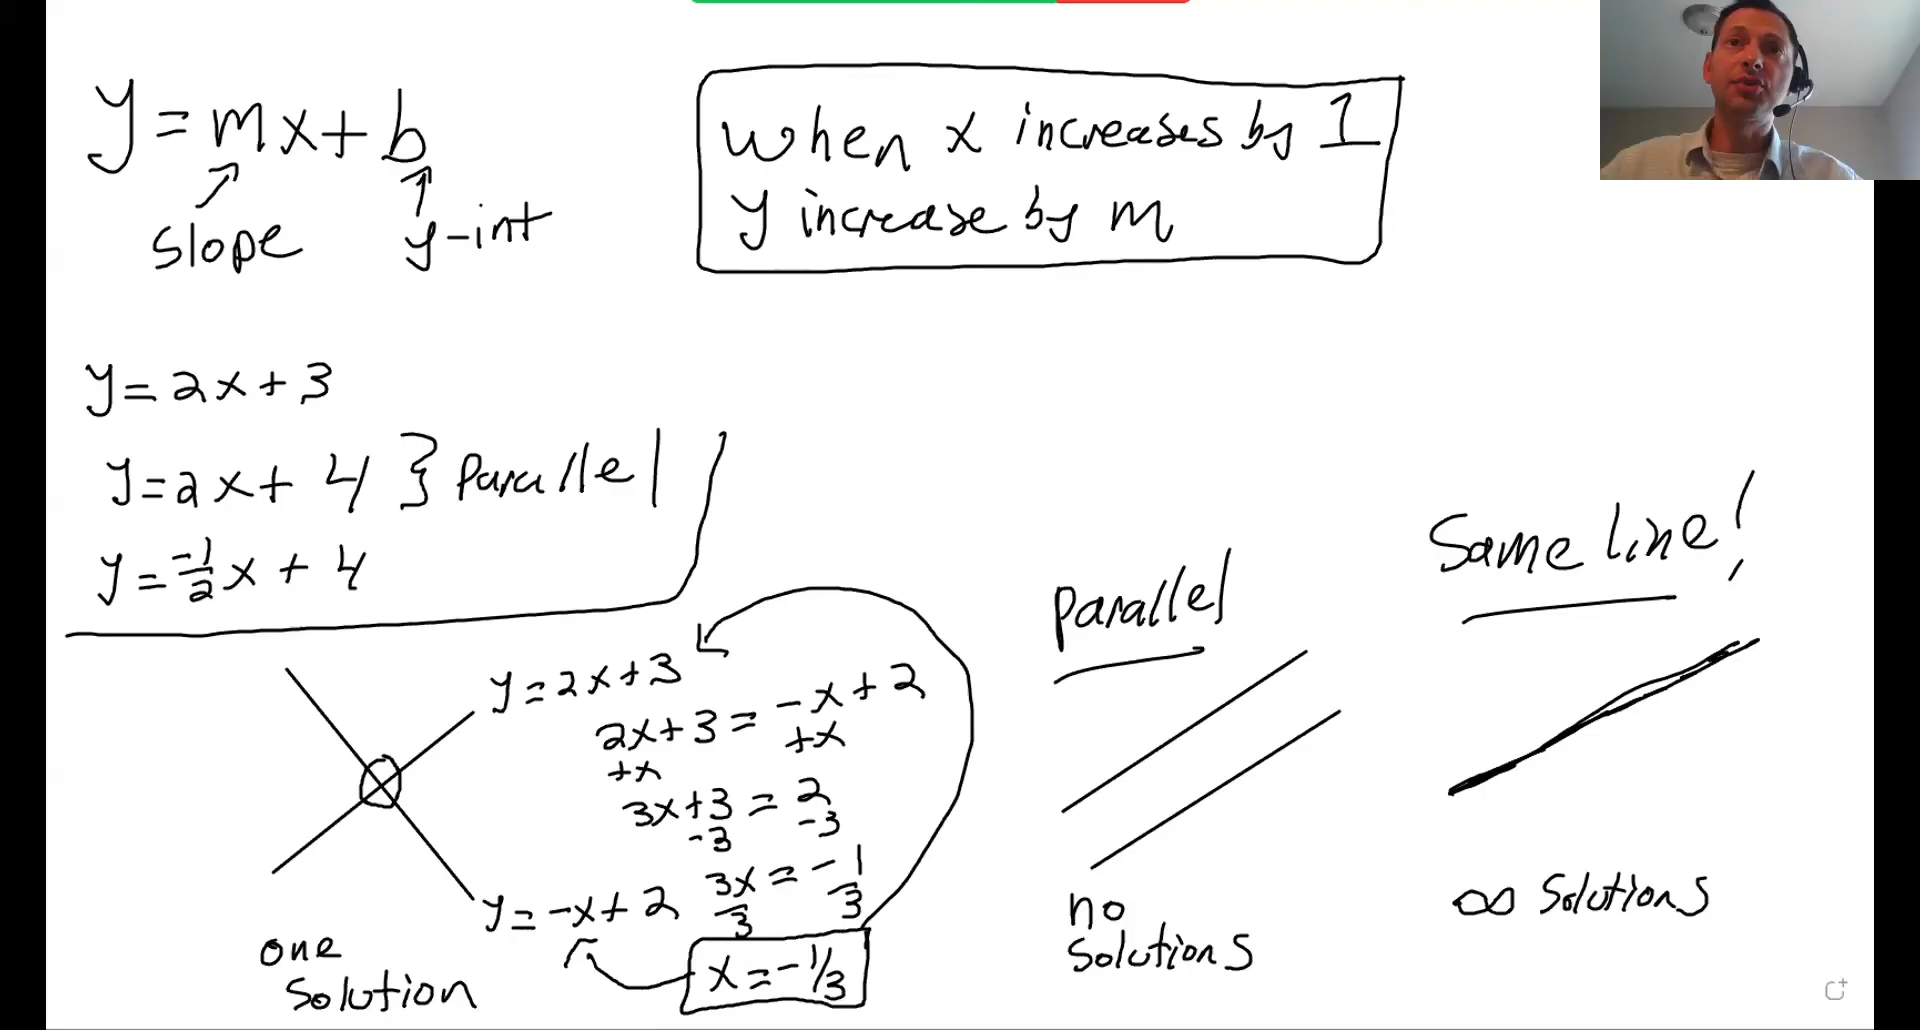 y = mx + b
slope y-int
when x increases by 1
y increase by m
y = 2x + 3
y = 2x + 4 } Parallel
y = -1/2 x + 4
y = 2x + 3
2x + 3 = -x + 2
+x +x
3x + 3 = 2
-3 -3
3x = -1
3 3
y = -x + 2
x = -1/3
one
solution
parallel
no
solutions
Same line!
∞ solutions